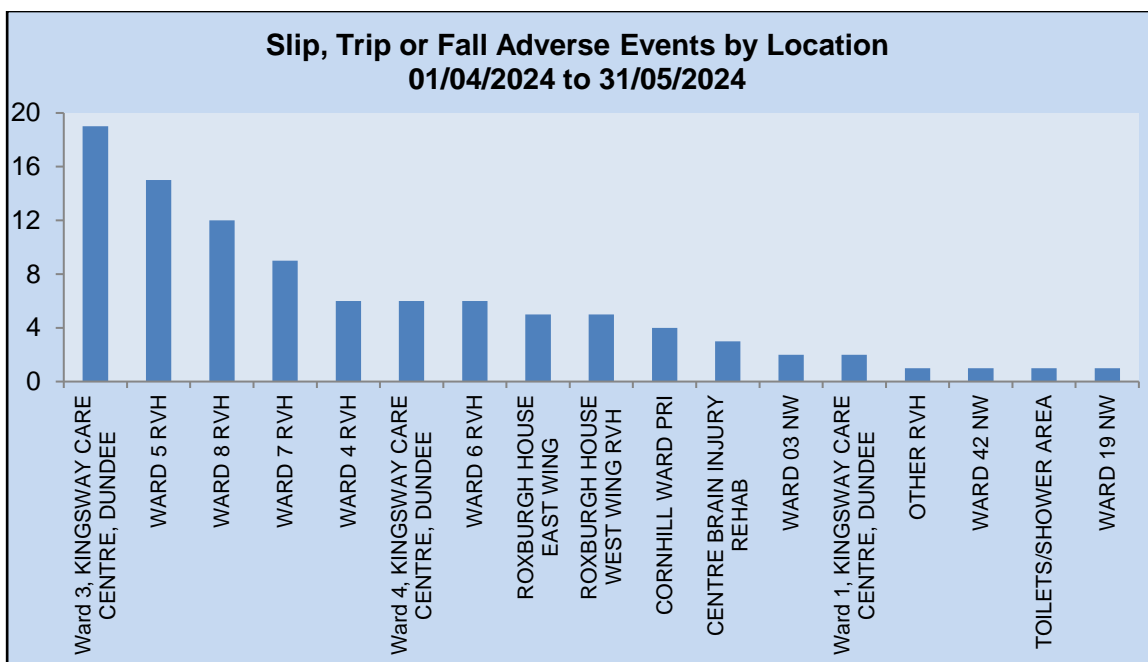 Slip, Trip or Fall Adverse Events by Location
01/04/2024 to 31/05/2024
20
16
12
8
4
0
Ward 3, KINGSWAY CARE
CENTRE, DUNDEE
WARD 5 RVH
WARD 8 RVH
WARD 7 RVH
WARD 4 RVH
Ward 4, KINGSWAY CARE
CENTRE, DUNDEE
WARD 6 RVH
ROXBURGH HOUSE
EAST WING
ROXBURGH HOUSE
WEST WING RVH
CORNHILL WARD PRI
CENTRE BRAIN INJURY
REHAB
WARD 03 NW
Ward 1, KINGSWAY CARE
CENTRE, DUNDEE
OTHER RVH
WARD 42 NW
TOILETS/SHOWER AREA
WARD 19 NW